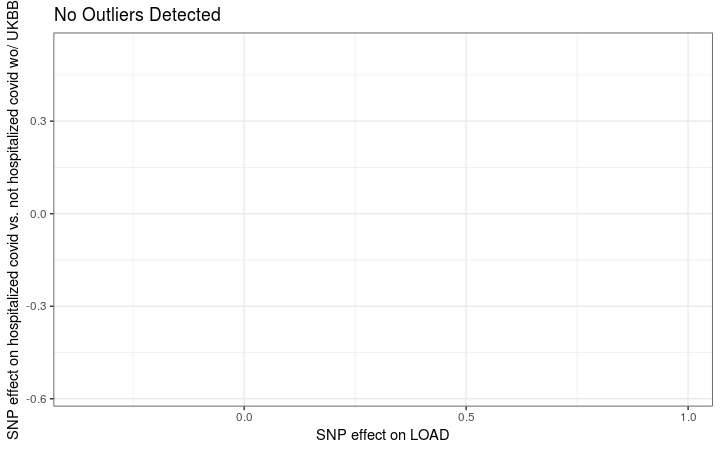 No Outliers Detected
SNP effect on hospitalized covid vs. not hospitalized covid wo/ UKBB
0.3
0.0
-0.3
-0.6
0.0
0.5
1.0
SNP effect on LOAD